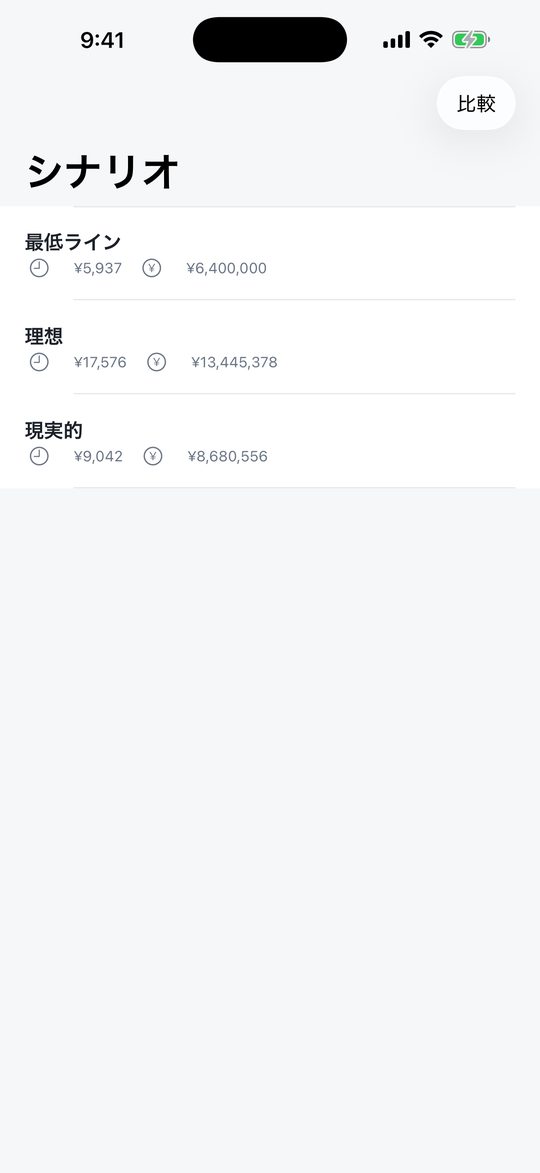 9:41
比較
シナリオ
最低ライン
¥5,937 ¥ ¥6,400,000
理想
¥17,576 ¥ ¥13,445,378
現実的
¥9,042 ¥ ¥8,680,556